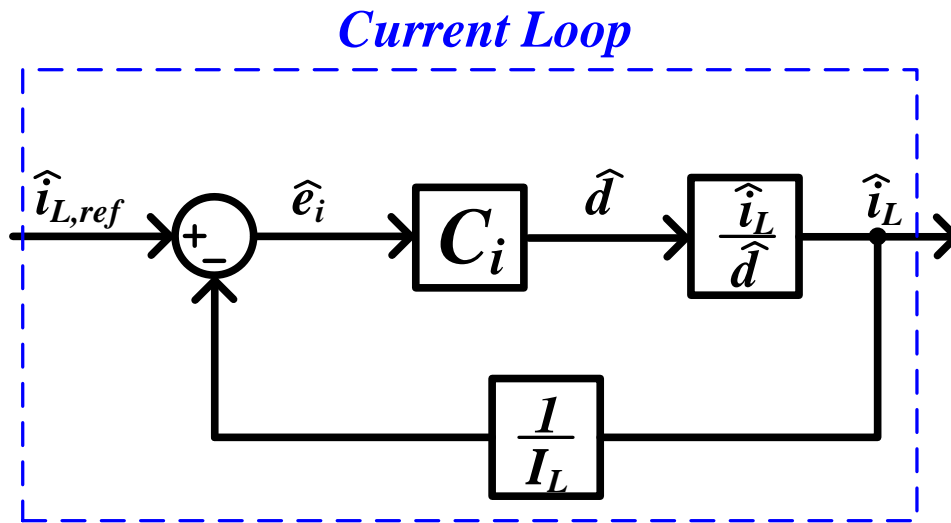 Current Loop
î_L,ref
+
−
ê_i
C_i
d̂
î_L
d̂
î_L
1
I_L